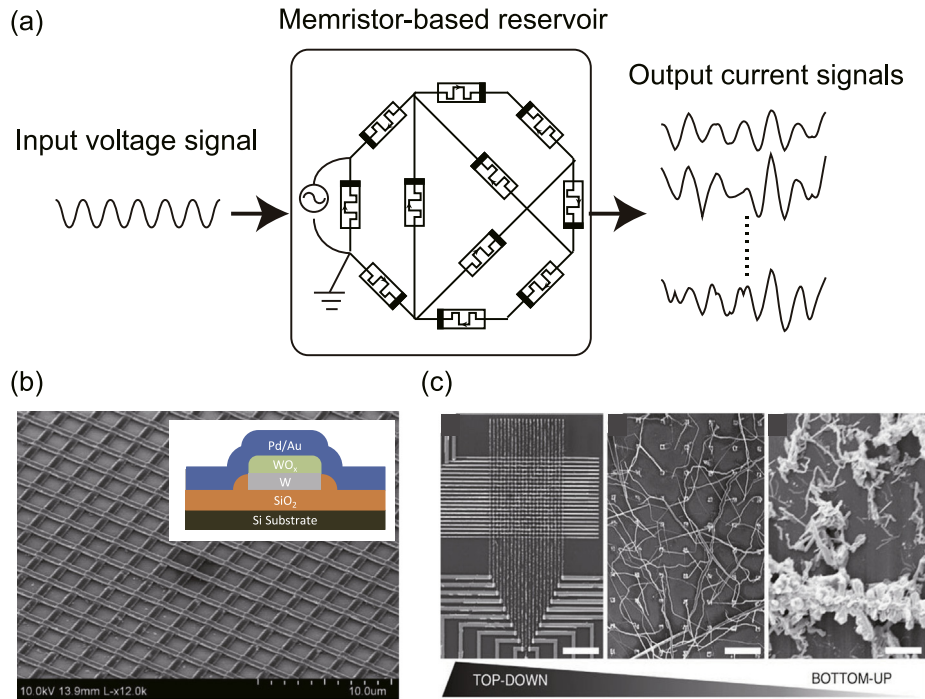 (a)
Memristor-based reservoir
Input voltage signal
Output current signals
(b)
Pd/Au
WOₓ
W
SiO₂
Si Substrate
10.0kV 13.9mm L-x12.0k
10.0um
(c)
TOP-DOWN
BOTTOM-UP